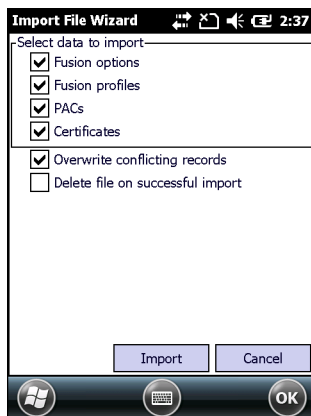 Import File Wizard 2:37
Select data to import
Fusion options
Fusion profiles
PACs
Certificates
Overwrite conflicting records
Delete file on successful import
Import Cancel
OK